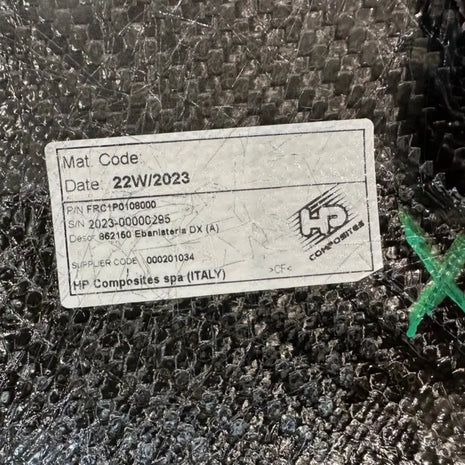 Mat. Code:
Date: 22W/2023
P/N FRC1P0108000
S/N 2023-00000295
Descr 862150 Ebanisteria DX (A)
SUPPLIER CODE 000201034
HP Composites spa (ITALY)
HP
COMPOSITES
>CF<